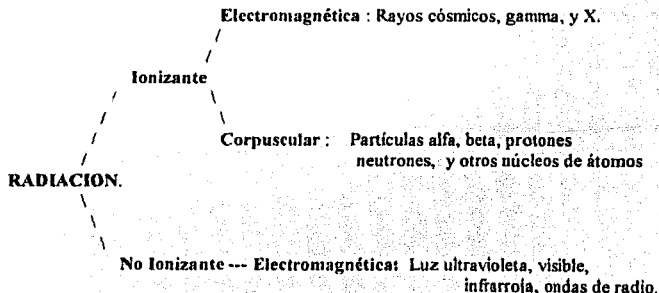 Electromagnética : Rayos cósmicos, gamma, y X.
Ionizante
Corpuscular : Partículas alfa, beta, protones
neutrones, y otros núcleos de átomos
RADIACION.
No Ionizante --- Electromagnética: Luz ultravioleta, visible,
infrarroja, ondas de radio.